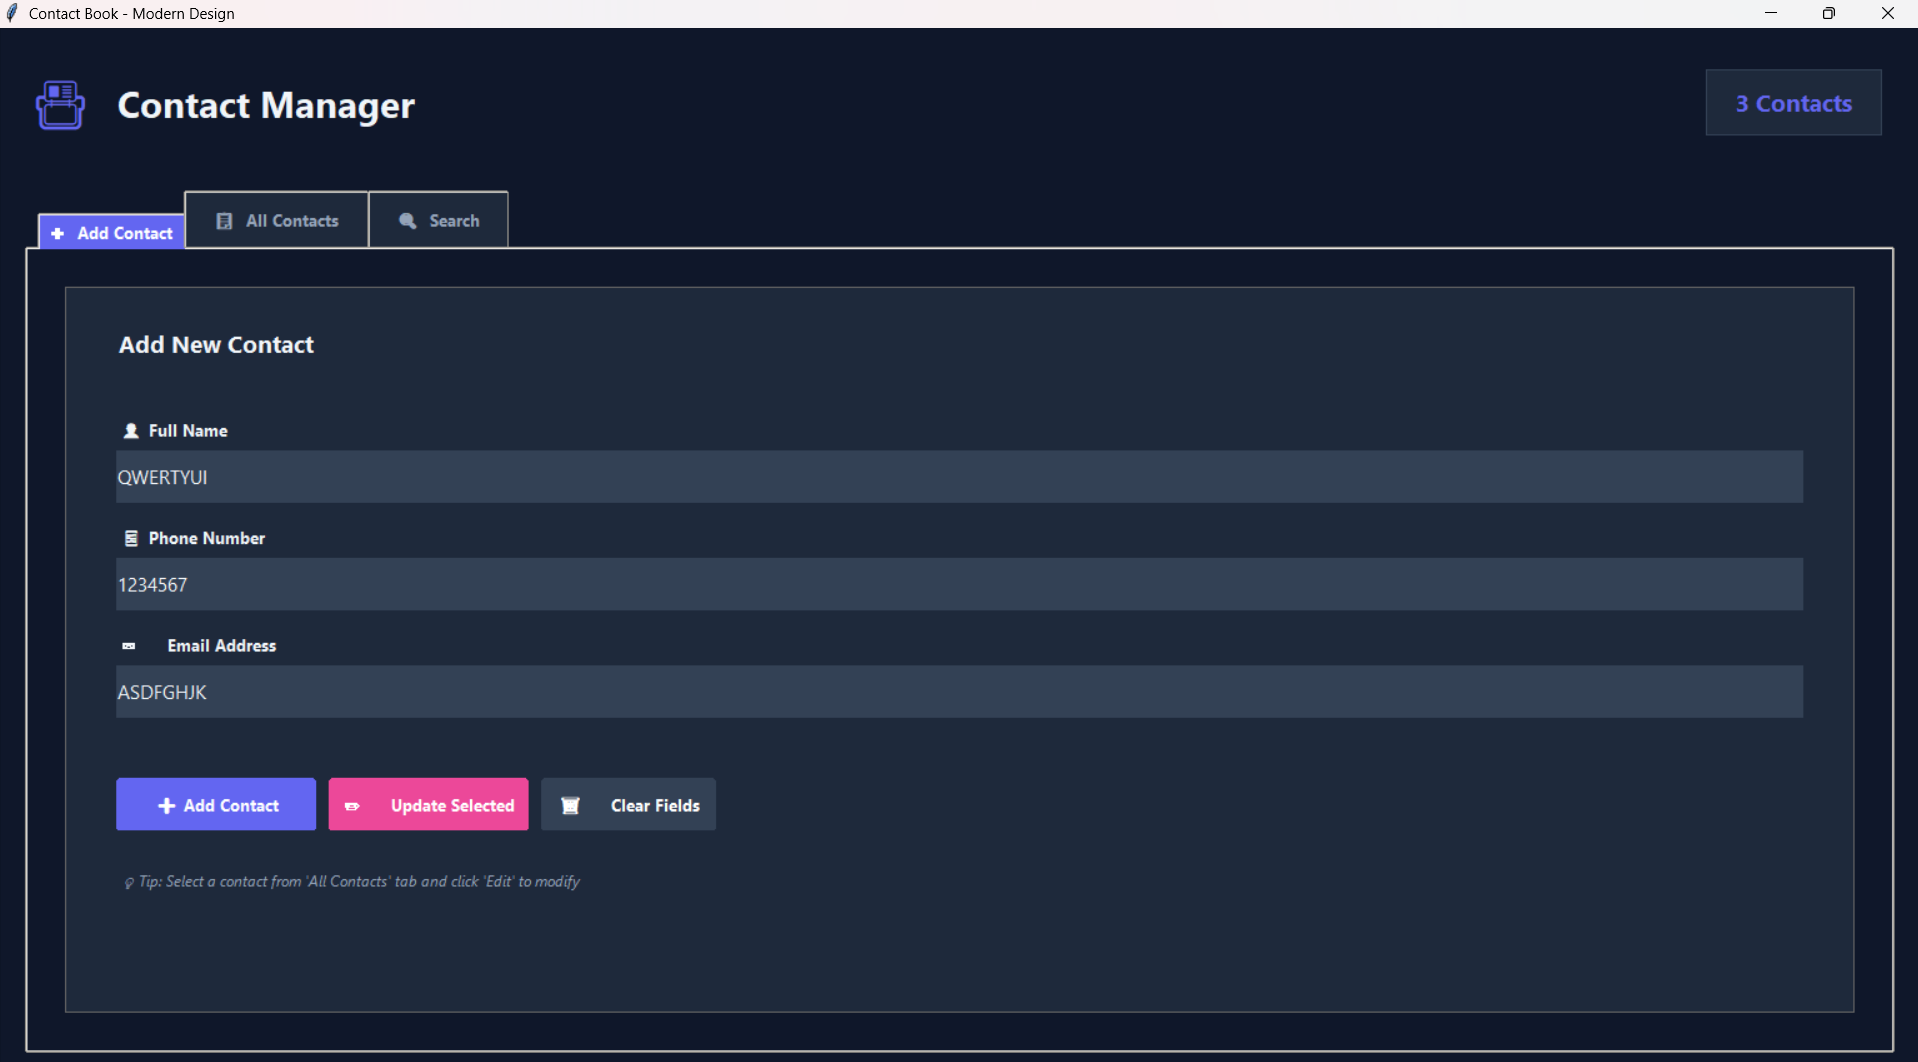 Contact Book - Modern Design
Contact Manager
3 Contacts
Add Contact
All Contacts
Search
Add New Contact
Full Name
QWERTYUI
Phone Number
1234567
Email Address
ASDFGHJK
Add Contact
Update Selected
Clear Fields
Tip: Select a contact from 'All Contacts' tab and click 'Edit' to modify